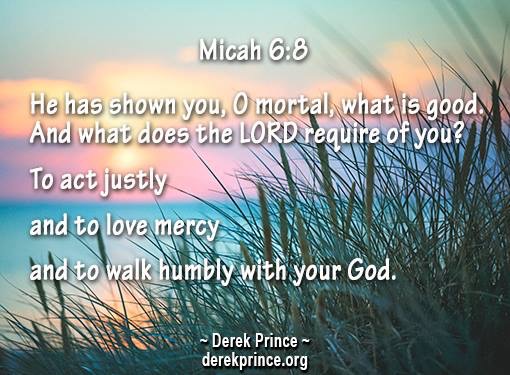 Micah 6:8
He has shown you, O mortal, what is good.
And what does the LORD require of you?
To act justly
and to love mercy
and to walk humbly with your God.
~ Derek Prince ~
derekprince.org